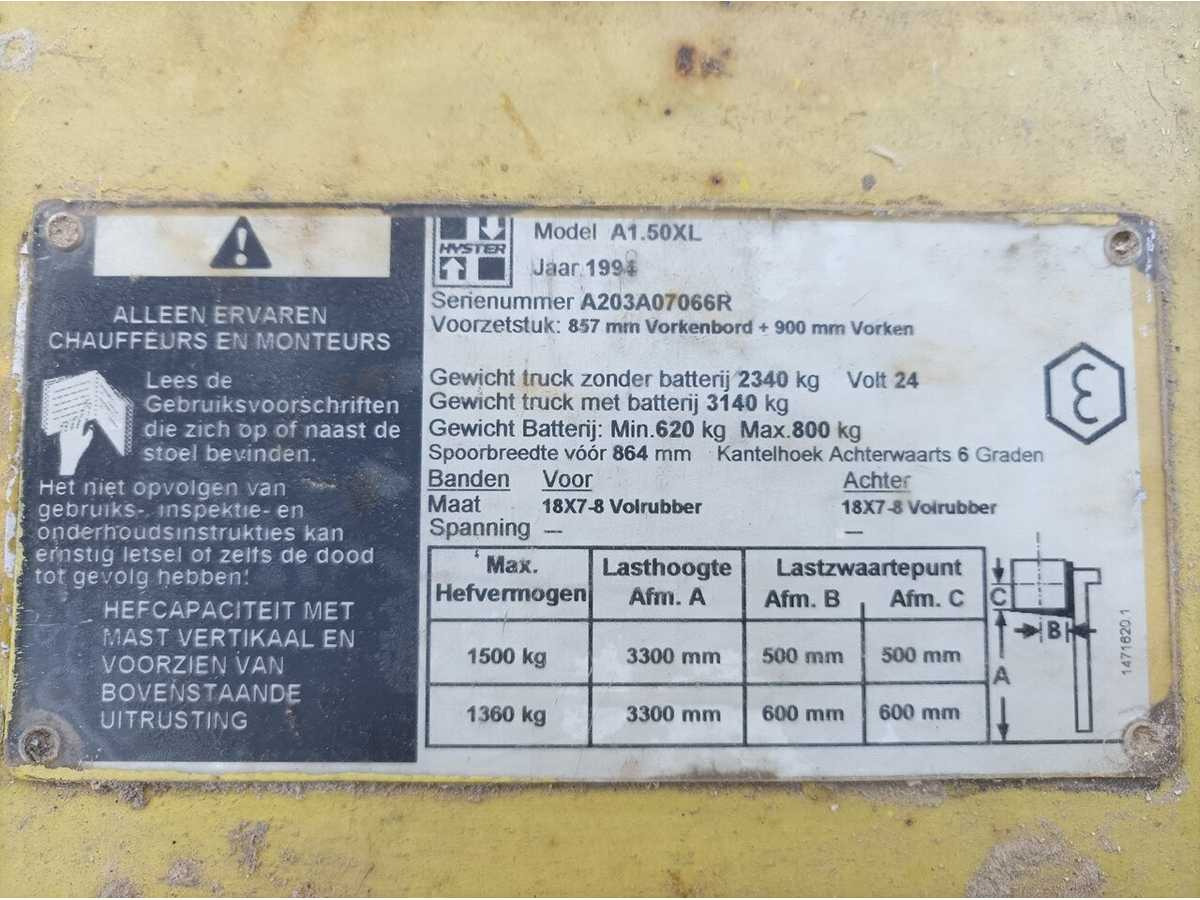 !
ALLEEN ERVAREN
CHAUFFEURS EN MONTEURS
Lees de
Gebruiksvoorschriften
die zich op of naast de
stoel bevinden.
Het niet opvolgen van
gebruiks-, inspektie- en
onderhoudsinstrukties kan
ernstig letsel of zelfs de dood
tot gevolg hebben!
HEFCAPACITEIT MET
MAST VERTIKAAL EN
VOORZIEN VAN
BOVENSTAANDE
UITRUSTING
HYSTER
Model A1.50XL
Jaar
Serienummer A203A07066R
Voorzetstuk: 857 mm Vorkenbord + 900 mm Vorken
Gewicht truck zonder batterij 2340 kg Volt 24
Gewicht truck met batterij 3140 kg
Gewicht Batterij: Min.620 kg Max.800 kg
Spoorbreedte vóór 864 mm Kantelhoek Achterwaarts 6 Graden
Banden Voor Achter
Maat 18X7-8 Volrubber 18X7-8 Volrubber
Spanning — —
Max. Hefvermogen Lasthoogte Afm. A Lastzwaartepunt Afm. B Afm. C
1500 kg 3300 mm 500 mm 500 mm
1360 kg 3300 mm 600 mm 600 mm
C
B
A
1471620 1